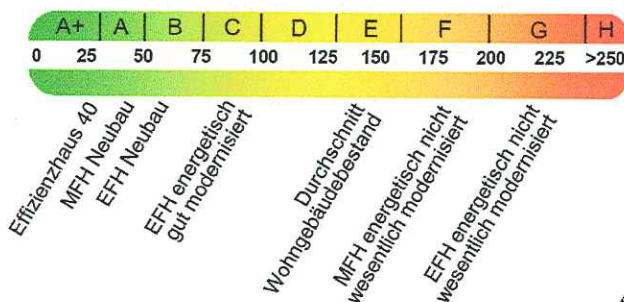 A+ A B C D E F G H
0 25 50 75 100 125 150 175 200 225 >250
Effizienzhaus 40
MFH Neubau
EFH Neubau
EFH energetisch
gut modernisiert
Durchschnitt
Wohngebäudebestand
MFH energetisch nicht
wesentlich modernisiert
EFH energetisch nicht
wesentlich modernisiert